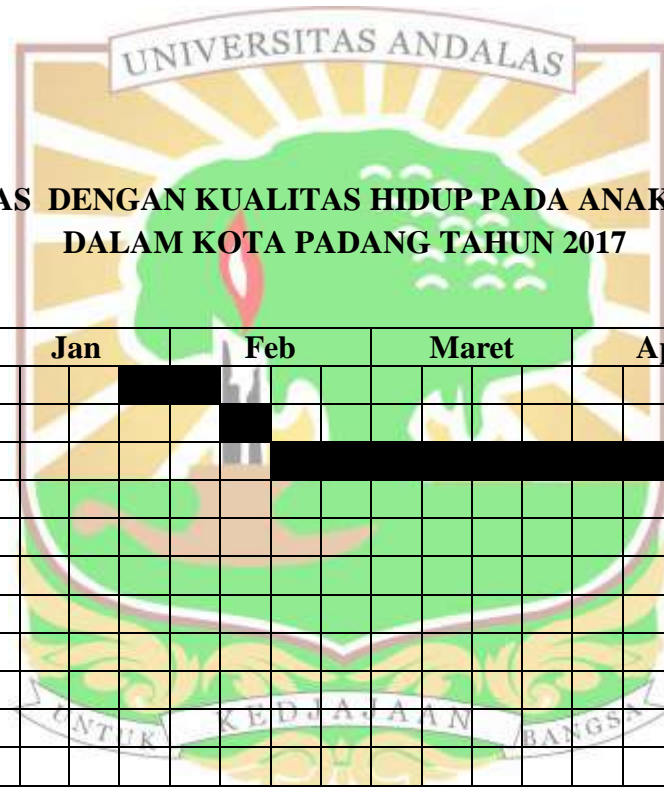 UNIVERSITAS ANDALAS
AS DENGAN KUALITAS HIDUP PADA ANAK
DALAM KOTA PADANG TAHUN 2017
Jan Feb Maret Ap
UNTUK KEDJAJAAN BANGSA